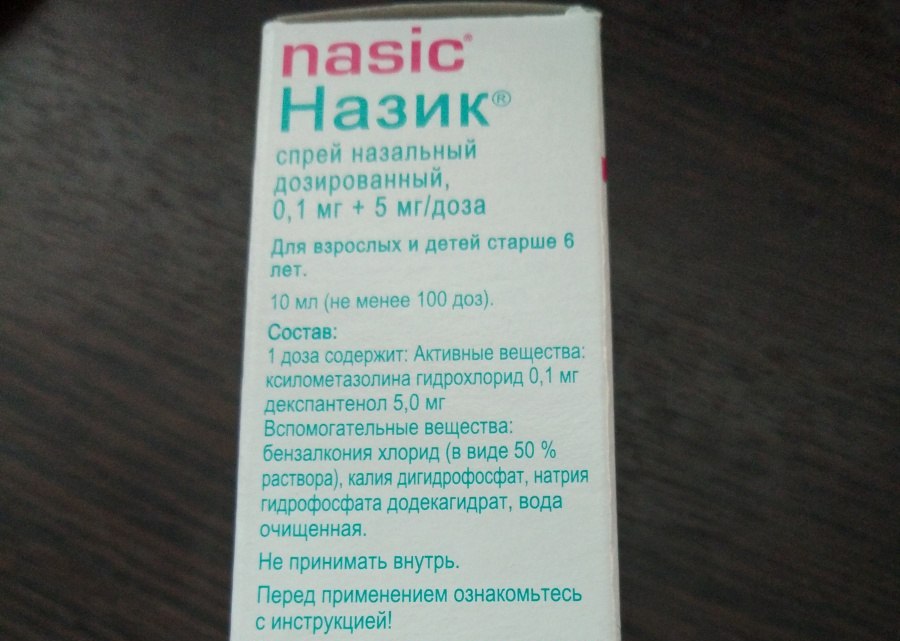 nasic®
Назик®
спрей назальный
дозированный,
0,1 мг + 5 мг/доза
Для взрослых и детей старше 6
лет.
10 мл (не менее 100 доз).
Состав:
1 доза содержит: Активные вещества:
ксилометазолина гидрохлорид 0,1 мг
декспантенол 5,0 мг
Вспомогательные вещества:
бензалкония хлорид (в виде 50 %
раствора), калия дигидрофосфат, натрия
гидрофосфата додекагидрат, вода
очищенная.
Не принимать внутрь.
Перед применением ознакомьтесь
с инструкцией!